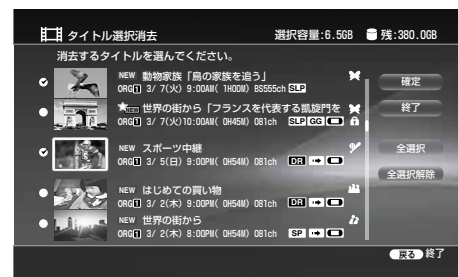 タイトル選択消去 選択容量:6.5GB 残:380.0GB
消去するタイトルを選んでください。
NEW 動物家族「鳥の家族を追う」
ORG1 3/ 7(火) 9:00AM( 1H00M) BS55ch SLP
世界の街から「フランスを代表する凱旋門を
ORG1 3/ 7(火)10:00AM( 0H45M) 081ch SLP GG
NEW スポーツ中継
ORG1 3/ 5(日) 9:00PM( 0H54M) 081ch DR
NEW はじめての買い物
ORG1 3/ 2(木) 9:00PM( 0H54M) 081ch DR
NEW 世界の街から
ORG1 3/ 2(木) 9:00PM( 0H54M) 081ch SP
確定
終了
全選択
全選択解除
戻る 終了